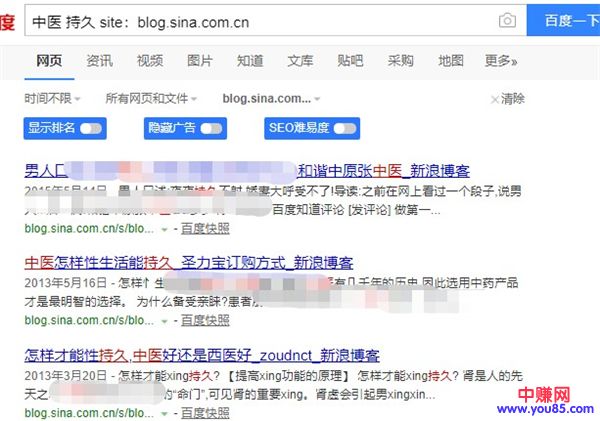 度
中医 持久 site：blog.sina.com.cn
百度一下
网页 资讯 视频 图片 知道 文库 贴吧 采购 地图 更多»
时间不限 所有网页和文件 blog.sina.com... 清除
显示排名 隐藏广告 SEO难易度
男人 和谐中原张中医_新浪博客
2015年5月14日 - 男人口述:夜夜持久不射,婚妻大呼受不了!导读:之前在网上看过一个段子,说男
百度知道评论 [发评论] 做第一...
blog.sina.com.cn/s/blo... - 百度快照
中医怎样性生活能持久_圣力宝订购方式_新浪博客
2013年5月16日 - 怎样 有几千年的历史,因此选用中药产品
才是最明智的选择。 为什么备受亲睐?患者
blog.sina.com.cn/s/blo... - 百度快照
怎样才能性持久,中医好还是西医好_zoudnct_新浪博客
2013年3月20日 - 怎样才能xing持久? 【提高xing功能的原理】 怎样才能xing持久? 肾是人的先
天之 “命门”,可见肾的重要xing。肾虚会引起男xingxin...
blog.sina.com.cn/s/blo... - 百度快照
中赚网
www.you85.com